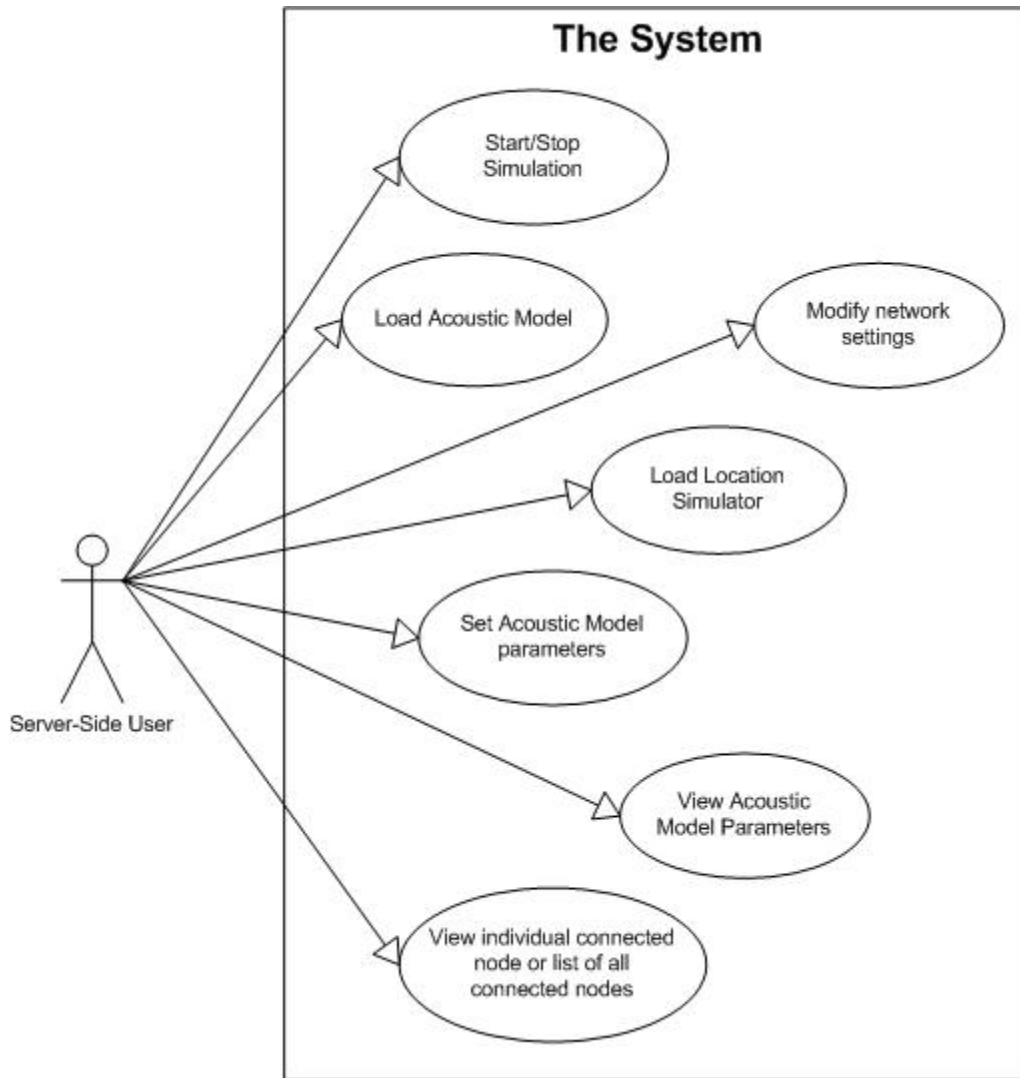 The System
Start/Stop
Simulation
Load Acoustic Model
Modify network
settings
Load Location
Simulator
Set Acoustic Model
parameters
Server-Side User
View Acoustic
Model Parameters
View individual connected
node or list of all
connected nodes